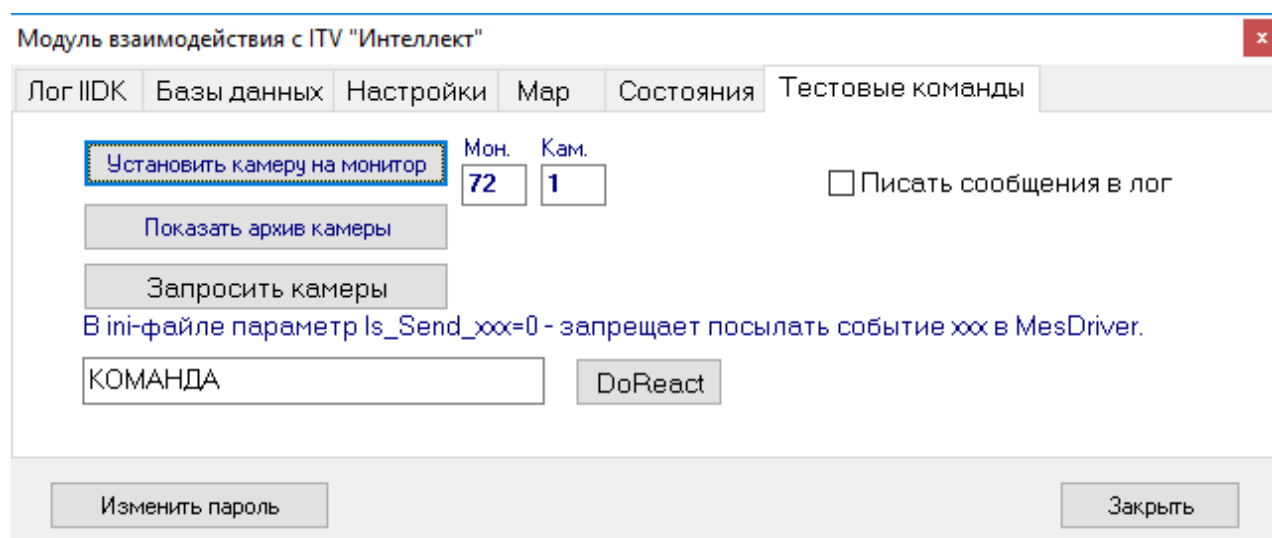 Модуль взаимодействия с ITV "Интеллект"
x
Лог IIDK Базы данных Настройки Map Состояния Тестовые команды
Мон. Кам.
Установить камеру на монитор 72 1 Писать сообщения в лог
Показать архив камеры
Запросить камеры
В ini-файле параметр Is_Send_xxx=0 - запрещает посылать событие xxx в MesDriver.
КОМАНДА DoReact
Изменить пароль Закрыть